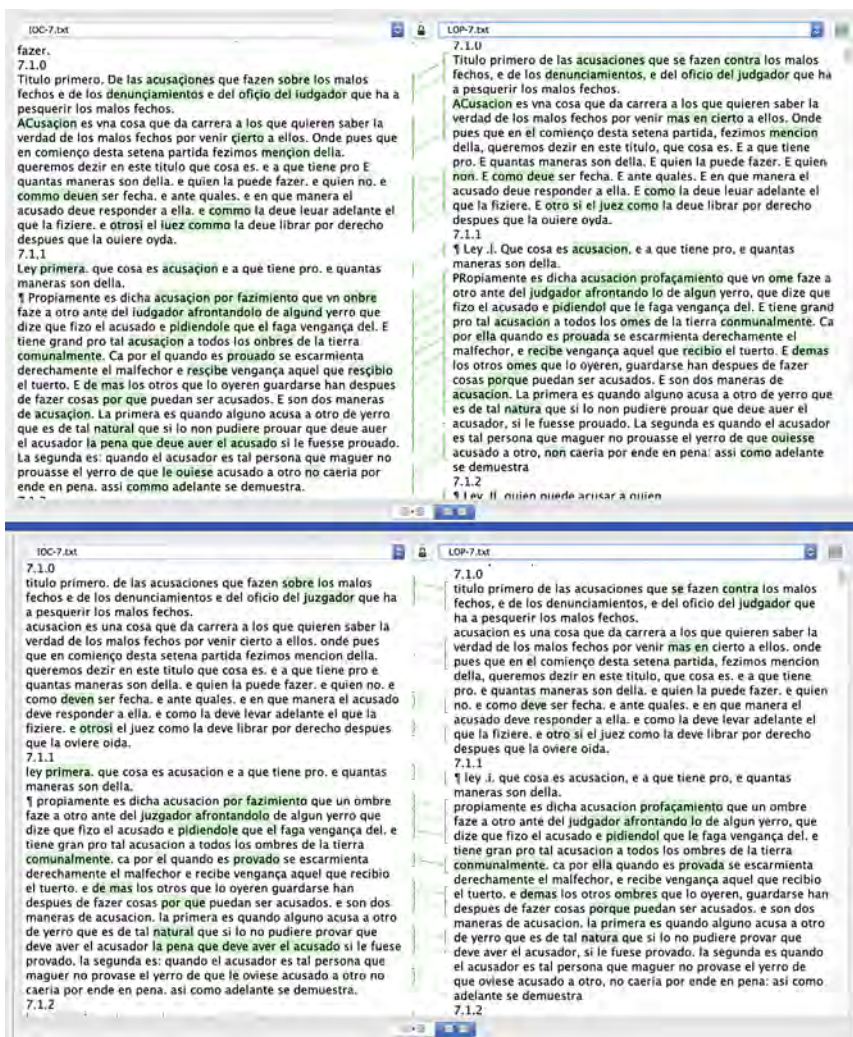 IOC-7.txt
fazer.
7.1.0
Titulo primero. De las acusaçiones que fazen sobre los malos
fechos e de los denunçiamientos e del ofiçio del iudgador que ha a
pesquerir los malos fechos.
ACusaçion es vna cosa que da carrera a los que quieren saber la
verdad de los malos fechos por venir çierto a ellos. Onde pues que
en comienço desta setena partida fezimos mençion della.
queremos dezir en este titulo que cosa es. e a que tiene pro E
quantas maneras son della. e quien la puede fazer. e quien no. e
commo deuen ser fecha. e ante quales. e en que manera el
acusado deue responder a ella. e commo la deue leuar adelante el
que la fiziere. e otrosi el iuez commo la deue librar por derecho
despues que la ouiere oyda.
7.1.1
Ley primera. que cosa es acusaçion e a que tiene pro. e quantas
maneras son della.
¶ Propiamente es dicha acusaçion por fazimiento que vn onbre
faze a otro ante del iudgador afrontandolo de algund yerro que
dize que fizo el acusado e pidiendole que el faga vengança del. E
tiene grand pro tal acusaçion a todos los onbres de la tierra
comunalmente. Ca por el quando es prouado se escarmienta
derechamente el malfechor e resçibe vengança aquel que resçibio
el tuerto. E de mas los otros que lo oyeren guardarse han despues
de fazer cosas por que puedan ser acusados. E son dos maneras
de acusaçion. La primera es quando alguno acusa a otro de yerro
que es de tal natural que si lo non pudiere prouar que deue auer
el acusador la pena que deue auer el acusado si le fuesse prouado.
La segunda es: quando el acusador es tal persona que maguer no
prouasse el yerro de que le ouiese acusado a otro no caeria por
ende en pena. assi commo adelante se demuestra.
LOP-7.txt
7.1.0
Titulo primero de las acusaciones que se fazen contra los malos
fechos, e de los denunciamientos, e del oficio del judgador que ha
a pesquerir los malos fechos.
ACusacion es vna cosa que da carrera a los que quieren saber la
verdad de los malos fechos por venir mas en cierto a ellos. Onde
pues que en el comienço desta setena partida, fezimos mencion
della, queremos dezir en este titulo, que cosa es. E a que tiene
pro. E quantas maneras son della. E quien la puede fazer. E quien
non. E como deue ser fecha. E ante quales. E en que manera el
acusado deue responder a ella. E como la deue leuar adelante el
que la fiziere. E otro si el juez como la deue librar por derecho
despues que la ouiere oyda.
7.1.1
¶ Ley .I. Que cosa es acusacion, e a que tiene pro, e quantas
maneras son della.
PRopiamente es dicha acusacion profaçamiento que vn ome faze a
otro ante del judgador afrontando lo de algun yerro, que dize que
fizo el acusado e pidiendol que le faga vengança del. E tiene grand
pro tal acusacion a todos los omes de la tierra conmunalmente. Ca
por ella quando es prouada se escarmienta derechamente el
malfechor, e recibe vengança aquel que recibio el tuerto. E demas
los otros omes que lo oyeren, guardarse han despues de fazer
cosas porque puedan ser acusados. E son dos maneras de
acusacion. La primera es quando alguno acusa a otro de yerro que
es de tal natura que si lo non pudiere prouar que deue auer el
acusador, si le fuesse prouado. La segunda es quando el acusador
es tal persona que maguer no prouasse el yerro de que ouiesse
acusado a otro, non caeria por ende en pena: assi como adelante
se demuestra
7.1.2
¶ Ley .II. quien puede acusar a quien
IOC-7.txt
7.1.0
titulo primero. de las acusaciones que fazen sobre los malos
fechos e de los denunciamientos e del oficio del juzgador que ha
a pesquerir los malos fechos.
acusacion es una cosa que da carrera a los que quieren saber la
verdad de los malos fechos por venir cierto a ellos. onde pues
que en comienço desta setena partida fezimos mencion della.
queremos dezir en este titulo que cosa es. e a que tiene pro e
quantas maneras son della. e quien la puede fazer. e quien no. e
como deven ser fecha. e ante quales. e en que manera el acusado
deve responder a ella. e como la deve levar adelante el que la
fiziere. e otrosi el juez como la deve librar por derecho despues
que la oviere oida.
7.1.1
ley primera. que cosa es acusacion e a que tiene pro. e quantas
maneras son della.
¶ propiamente es dicha acusacion por fazimiento que un ombre
faze a otro ante del juzgador afrontandolo de algun yerro que
dize que fizo el acusado e pidiendole que el faga vengança del. e
tiene gran pro tal acusacion a todos los ombres de la tierra
comunalmente. ca por el quando es provado se escarmienta
derechamente el malfechor e recibe vengança aquel que recibio
el tuerto. e de mas los otros que lo oyeren guardarse han
despues de fazer cosas por que puedan ser acusados. e son dos
maneras de acusacion. la primera es quando alguno acusa a otro
de yerro que es de tal natural que si lo no pudiere provar que
deve aver el acusador la pena que deve aver el acusado si le fuese
provado. la segunda es: quando el acusador es tal persona que
maguer no provase el yerro de que le oviese acusado a otro no
caeria por ende en pena. asi como adelante se demuestra.
7.1.2
LOP-7.txt
7.1.0
titulo primero de las acusaciones que se fazen contra los malos
fechos, e de los denunciamientos, e del oficio del judgador que
ha a pesquerir los malos fechos.
acusacion es una cosa que da carrera a los que quieren saber la
verdad de los malos fechos por venir mas en cierto a ellos. onde
pues que en el comienço desta setena partida, fezimos mencion
della, queremos dezir en este titulo, que cosa es. e a que tiene
pro. e quantas maneras son della. e quien la puede fazer. e quien
no. e como deve ser fecha. e ante quales. e en que manera el
acusado deve responder a ella. e como la deve levar adelante el
que la fiziere. e otro si el juez como la deve librar por derecho
despues que la oviere oida.
7.1.1
¶ ley .i. que cosa es acusacion, e a que tiene pro, e quantas
maneras son della.
propiamente es dicha acusacion profaçamiento que un ombre
faze a otro ante del judgador afrontando lo de algun yerro, que
dize que fizo el acusado e pidiendol que le faga vengança del. e
tiene gran pro tal acusacion a todos los ombres de la tierra
conmunalmente. ca por ella quando es provada se escarmienta
derechamente el malfechor, e recibe vengança aquel que recibio
el tuerto. e demas los otros ombres que lo oyeren, guardarse han
despues de fazer cosas porque puedan ser acusados. e son dos
maneras de acusacion. la primera es quando alguno acusa a otro
de yerro que es de tal natura que si lo no pudiere provar que
deve aver el acusador, si le fuese provado. la segunda es quando
el acusador es tal persona que maguer no provase el yerro de
que oviese acusado a otro, no caeria por ende en pena: asi como
adelante se demuestra
7.1.2